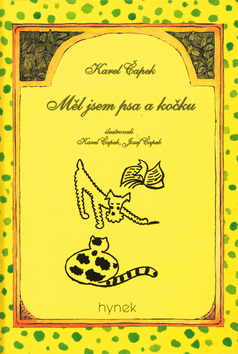 Karel Čapek
Měl jsem psa a kočku
ilustrovali
Karel Čapek, Josef Čapek
hynek